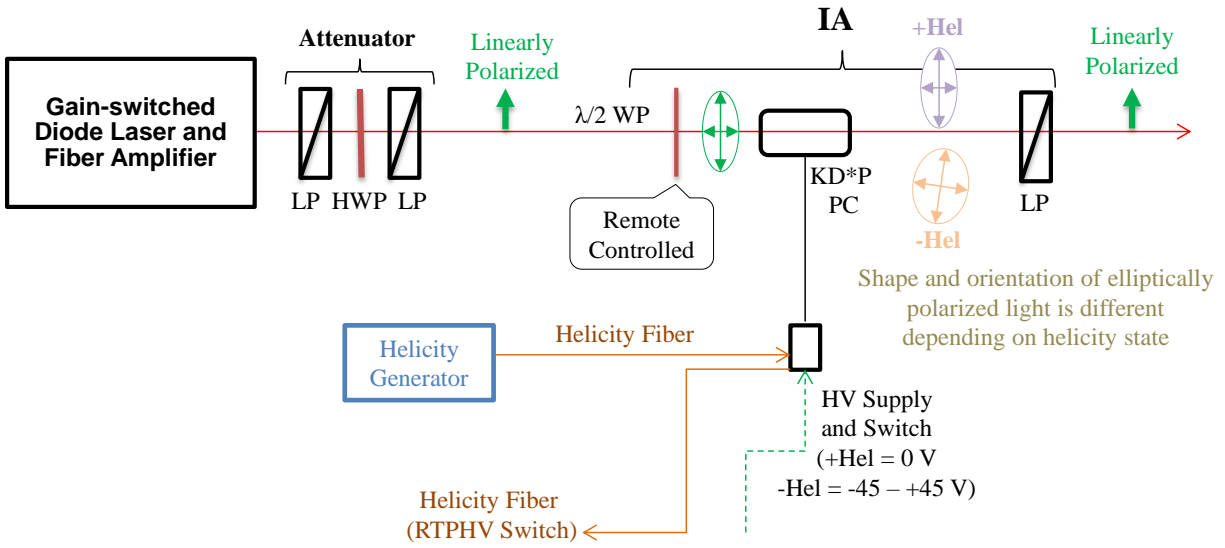 IA
Attenuator
Linearly
Polarized
+Hel
Linearly
Polarized
Gain-switched
Diode Laser and
Fiber Amplifier
λ/2 WP
LP
HWP
LP
KD*P
PC
LP
Remote
Controlled
-Hel
Shape and orientation of elliptically
polarized light is different
depending on helicity state
Helicity
Generator
Helicity Fiber
HV Supply
and Switch
(+Hel = 0 V
-Hel = -45 – +45 V)
Helicity Fiber
(RTPHV Switch)